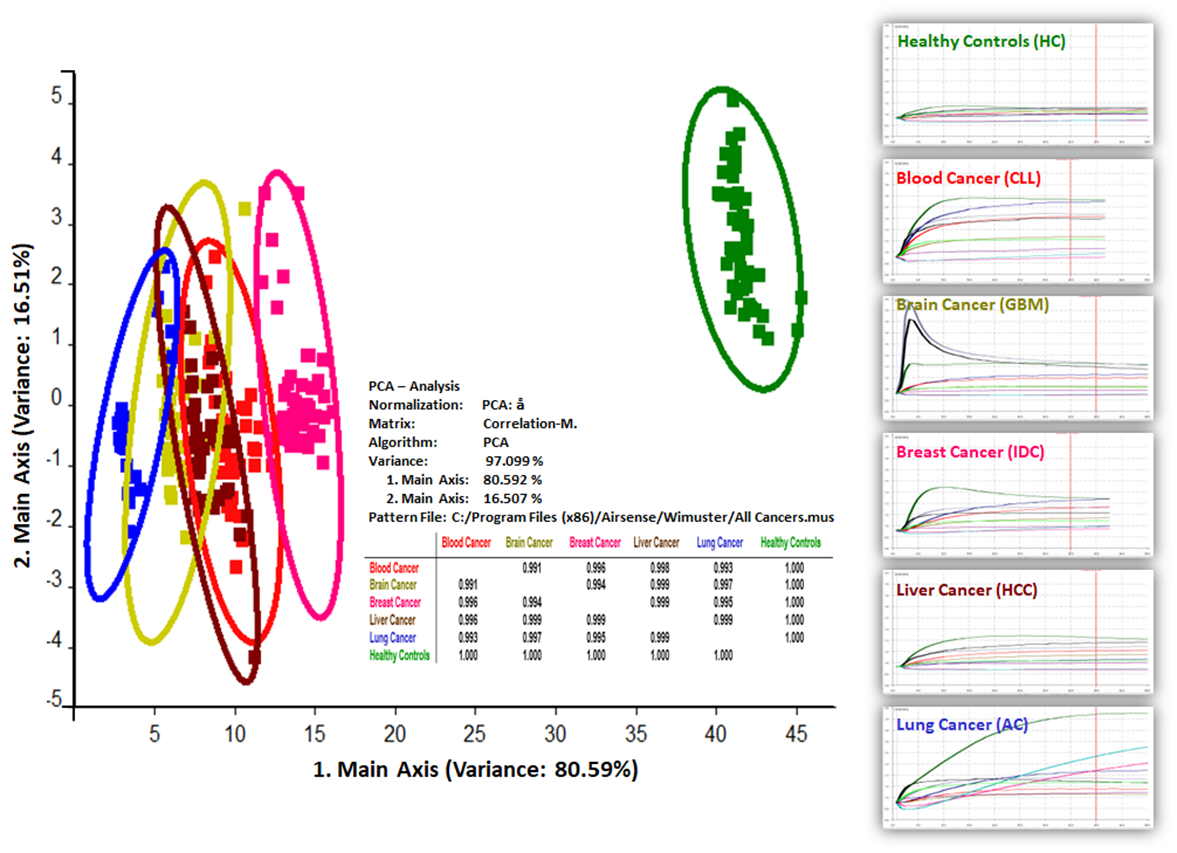 5
4
3
2
1
0
-1
-2
-3
-4
-5
2. Main Axis (Variance: 16.51%)
5 10 15 20 25 30 35 40 45
1. Main Axis (Variance: 80.59%)
PCA – Analysis
Normalization: PCA: å
Matrix: Correlation-M.
Algorithm: PCA
Variance: 97.099 %
1. Main Axis: 80.592 %
2. Main Axis: 16.507 %
Pattern File: C:/Program Files (x86)/Airsense/Wimuster/All Cancers.mus
Blood Cancer Brain Cancer Breast Cancer Liver Cancer Lung Cancer Healthy Controls
Blood Cancer 0.991 0.996 0.998 0.993 1.000
Brain Cancer 0.991 0.994 0.999 0.997 1.000
Breast Cancer 0.996 0.994 0.999 0.995 1.000
Liver Cancer 0.996 0.999 0.999 0.999 1.000
Lung Cancer 0.993 0.997 0.995 0.999 1.000
Healthy Controls 1.000 1.000 1.000 1.000 1.000
Healthy Controls (HC)
Blood Cancer (CLL)
Brain Cancer (GBM)
Breast Cancer (IDC)
Liver Cancer (HCC)
Lung Cancer (AC)